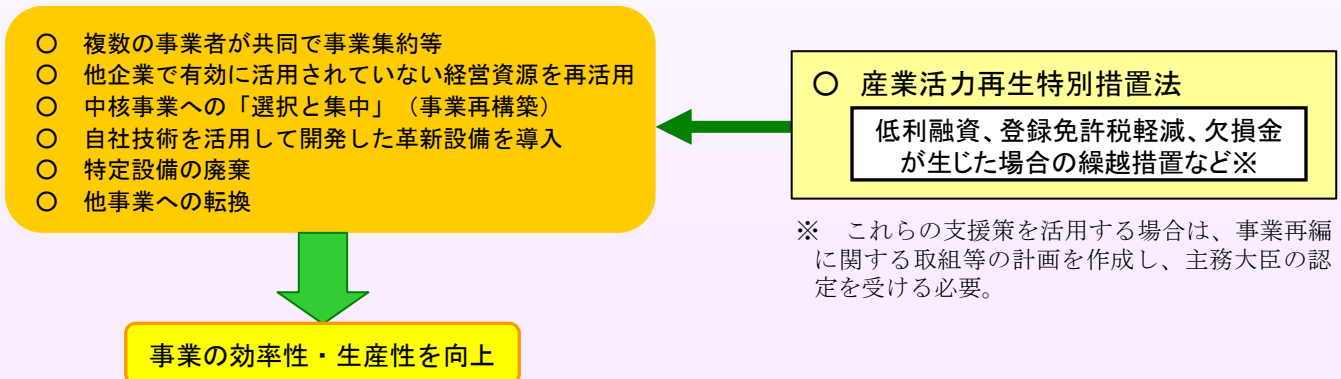 ○ 複数の事業者が共同で事業集約等
○ 他企業で有効に活用されていない経営資源を再活用
○ 中核事業への「選択と集中」(事業再構築)
○ 自社技術を活用して開発した革新設備を導入
○ 特定設備の廃棄
○ 他事業への転換
○ 産業活力再生特別措置法
低利融資、登録免許税軽減、欠損金
が生じた場合の繰越措置など※
※ これらの支援策を活用する場合は、事業再編
に関する取組等の計画を作成し、主務大臣の認
定を受ける必要。
事業の効率性・生産性を向上